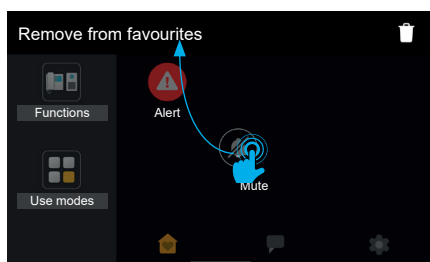 Remove from favourites
Functions
Alert
Mute
Use modes